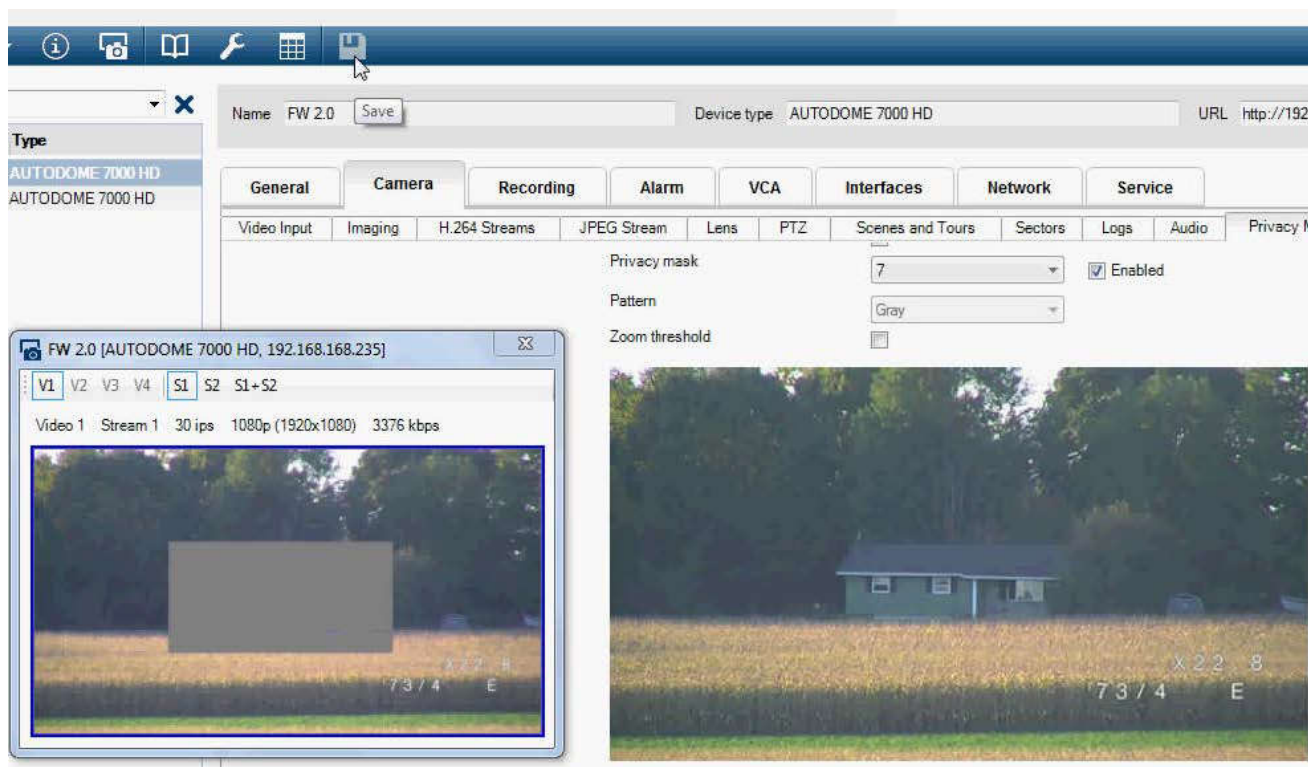 Save
Name FW 2.0 Device type AUTODOME 7000 HD URL http://192
Type
AUTODOME 7000 HD
AUTODOME 7000 HD
General Camera Recording Alarm VCA Interfaces Network Service
Video Input Imaging H.264 Streams JPEG Stream Lens PTZ Scenes and Tours Sectors Logs Audio Privacy M
Privacy mask 7 Enabled
Pattern Gray
Zoom threshold
FW 2.0 [AUTODOME 7000 HD, 192.168.168.235]
V1 V2 V3 V4 S1 S2 S1+S2
Video 1 Stream 1 30 ips 1080p (1920x1080) 3376 kbps
X22.8
73/4 E
X22.8
73/4 E